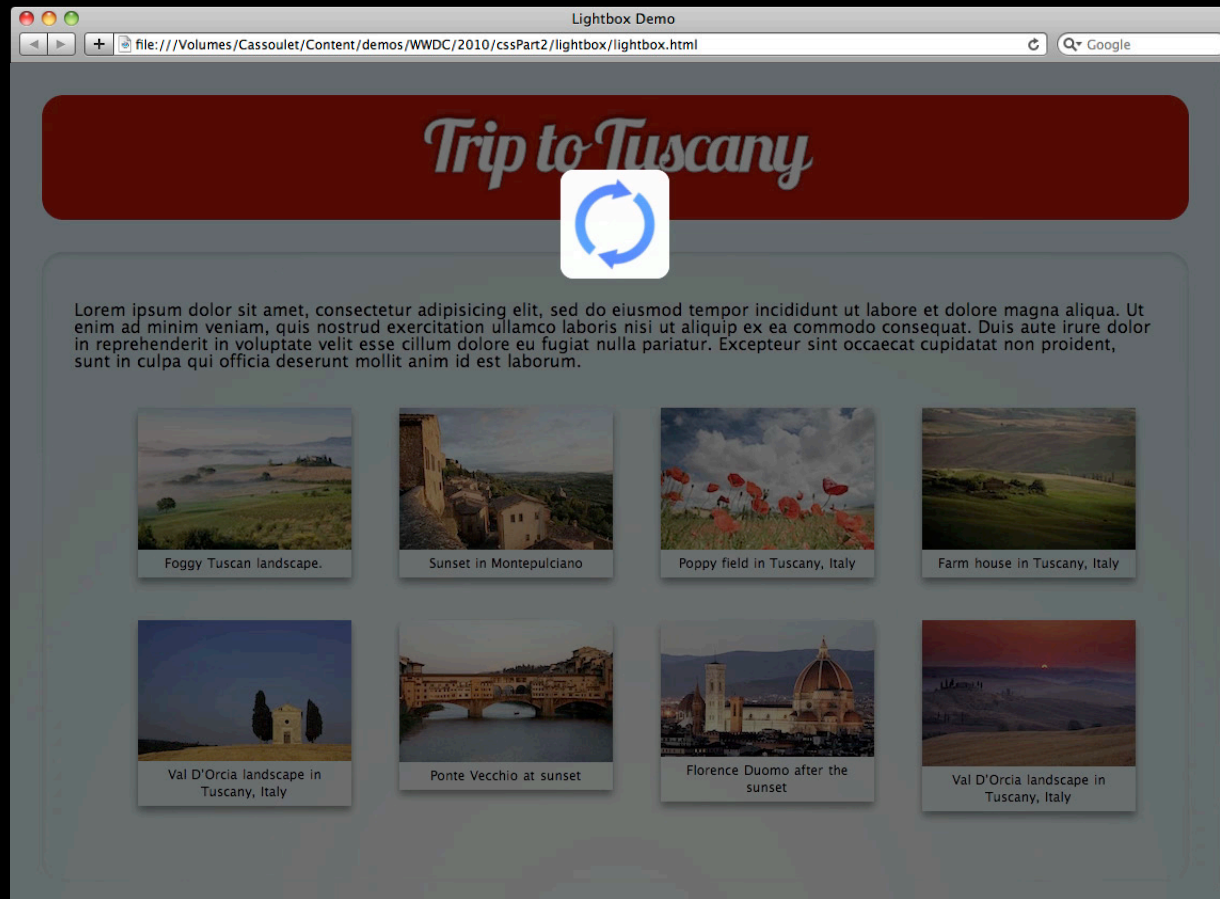 Lightbox Demo
file:///Volumes/Cassoulet/Content/demos/WWDC/2010/cssPart2/lightbox/lightbox.html
Google
Trip to Tuscany
Lorem ipsum dolor sit amet, consectetur adipisicing elit, sed do eiusmod tempor incididunt ut labore et dolore magna aliqua. Ut
enim ad minim veniam, quis nostrud exercitation ullamco laboris nisi ut aliquip ex ea commodo consequat. Duis aute irure dolor
in reprehenderit in voluptate velit esse cillum dolore eu fugiat nulla pariatur. Excepteur sint occaecat cupidatat non proident,
sunt in culpa qui officia deserunt mollit anim id est laborum.
Foggy Tuscan landscape.
Sunset in Montepulciano
Poppy field in Tuscany, Italy
Farm house in Tuscany, Italy
Val D'Orcia landscape in
Tuscany, Italy
Ponte Vecchio at sunset
Florence Duomo after the
sunset
Val D'Orcia landscape in
Tuscany, Italy